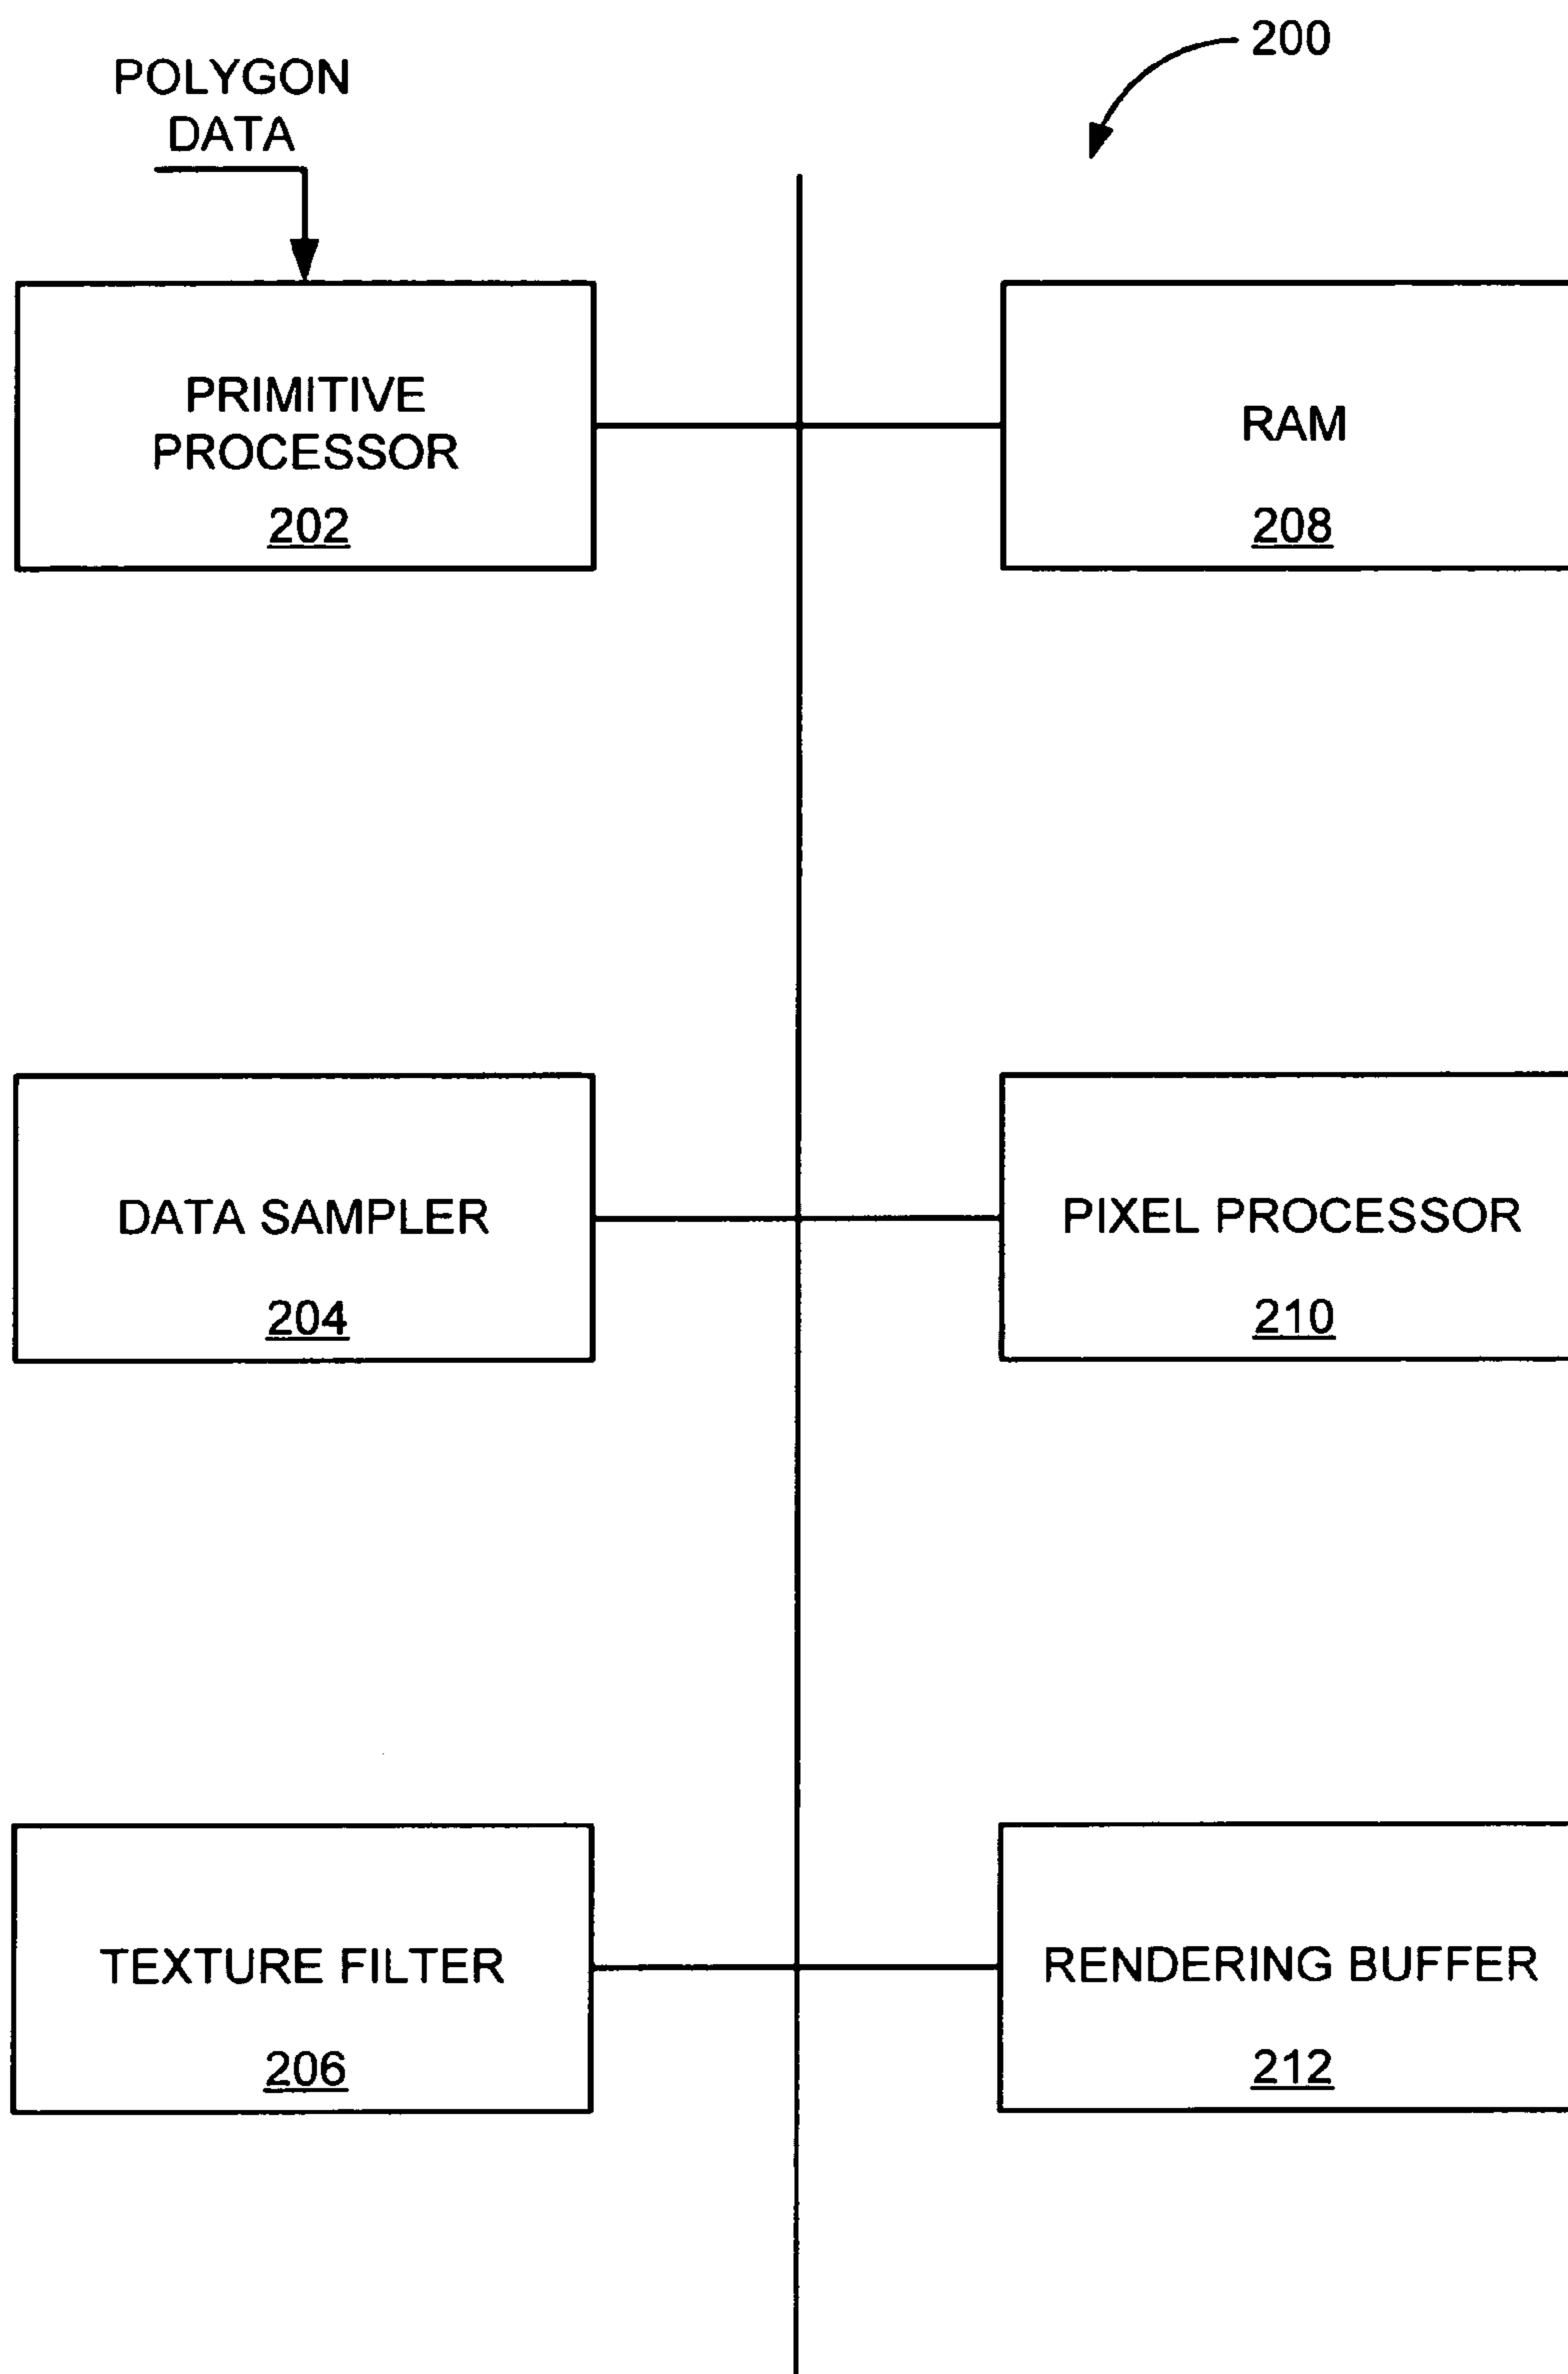 200
POLYGON
DATA
PRIMITIVE
PROCESSOR
202
RAM
208
DATA SAMPLER
204
PIXEL PROCESSOR
210
TEXTURE FILTER
206
RENDERING BUFFER
212